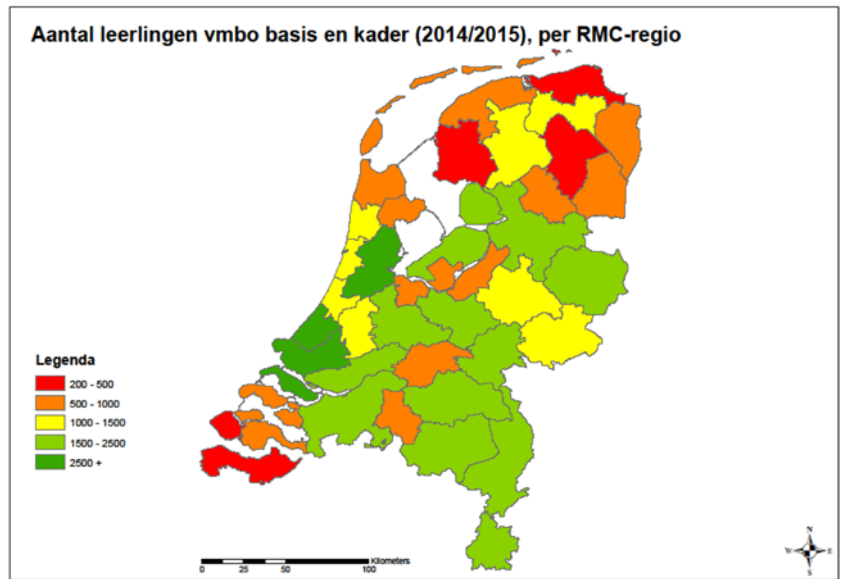 Aantal leerlingen vmbo basis en kader (2014/2015), per RMC-regio
Legenda
200 - 500
500 - 1000
1000 - 1500
1500 - 2500
2500 +
Kilometers
0 25 50 100
N
W E
S